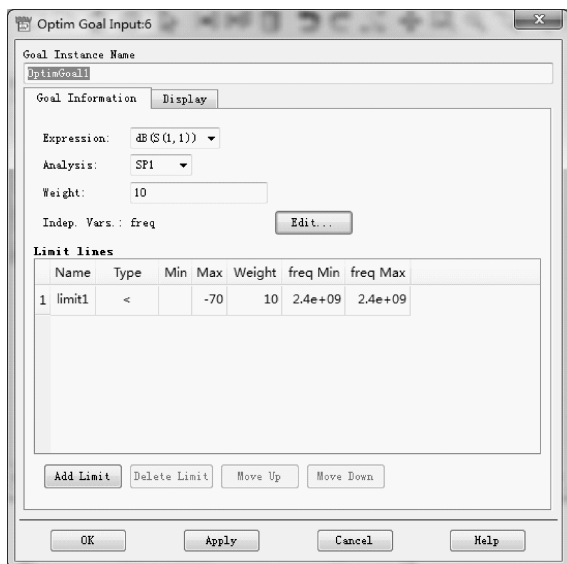 Optim Goal Input:6
Goal Instance Name
OptimGoal1
Goal Information Display
Expression: dB(S(1,1))
Analysis: SP1
Weight: 10
Indep. Vars.: freq Edit...
Limit lines
Name Type Min Max Weight freq Min freq Max
1 limit1 < -70 10 2.4e+09 2.4e+09
Add Limit Delete Limit Move Up Move Down
OK Apply Cancel Help